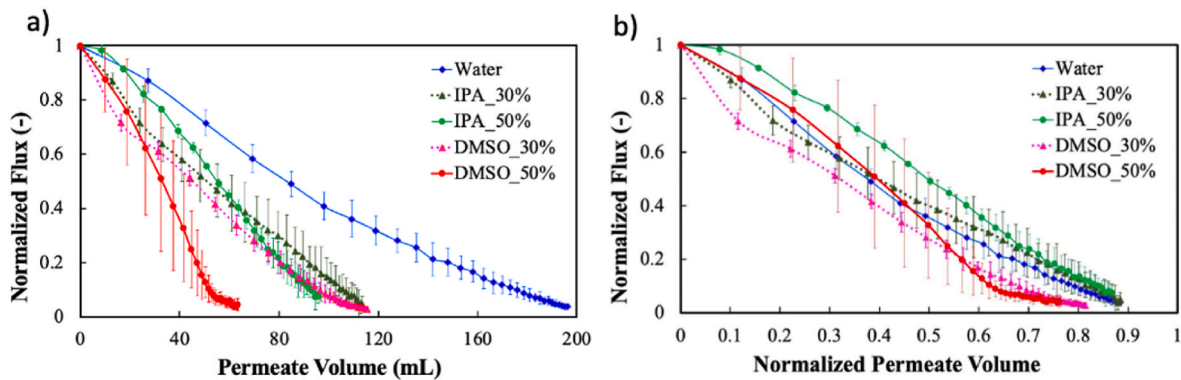 a)
Normalized Flux (-)
1
0.8
0.6
0.4
0.2
0
0
40
80
120
160
200
Permeate Volume (mL)
Water
IPA_30%
IPA_50%
DMSO_30%
DMSO_50%
b)
Normalized Flux (-)
1
0.8
0.6
0.4
0.2
0
0
0.1
0.2
0.3
0.4
0.5
0.6
0.7
0.8
0.9
1
Normalized Permeate Volume
Water
IPA_30%
IPA_50%
DMSO_30%
DMSO_50%